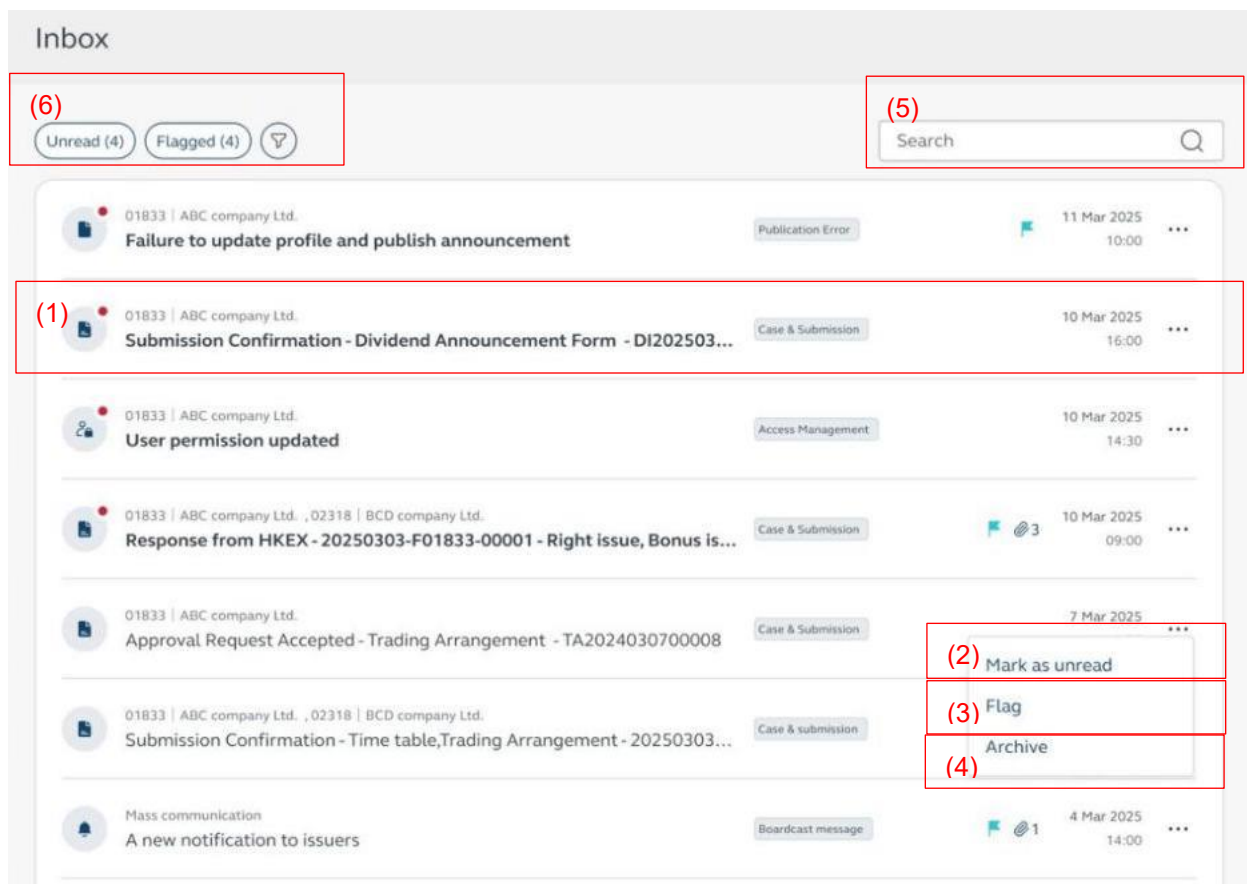 Inbox
(6)
(5)
Unread (4) Flagged (4)
Search
01833 | ABC company Ltd.
Failure to update profile and publish announcement
Publication Error
11 Mar 2025
10:00
(1)
01833 | ABC company Ltd.
Submission Confirmation - Dividend Announcement Form - DI202503...
Case & Submission
10 Mar 2025
16:00
01833 | ABC company Ltd.
User permission updated
Access Management
10 Mar 2025
14:30
01833 | ABC company Ltd. , 02318 | BCD company Ltd.
Response from HKEX - 20250303-F01833-00001 - Right issue, Bonus is...
Case & Submission
3
10 Mar 2025
09:00
01833 | ABC company Ltd.
Approval Request Accepted - Trading Arrangement - TA2024030700008
Case & Submission
7 Mar 2025
(2)
Mark as unread
(3)
Flag
(4)
Archive
01833 | ABC company Ltd. , 02318 | BCD company Ltd.
Submission Confirmation - Time table,Trading Arrangement - 20250303...
Case & submission
Mass communication
A new notification to issuers
Boardcast message
1
4 Mar 2025
14:00